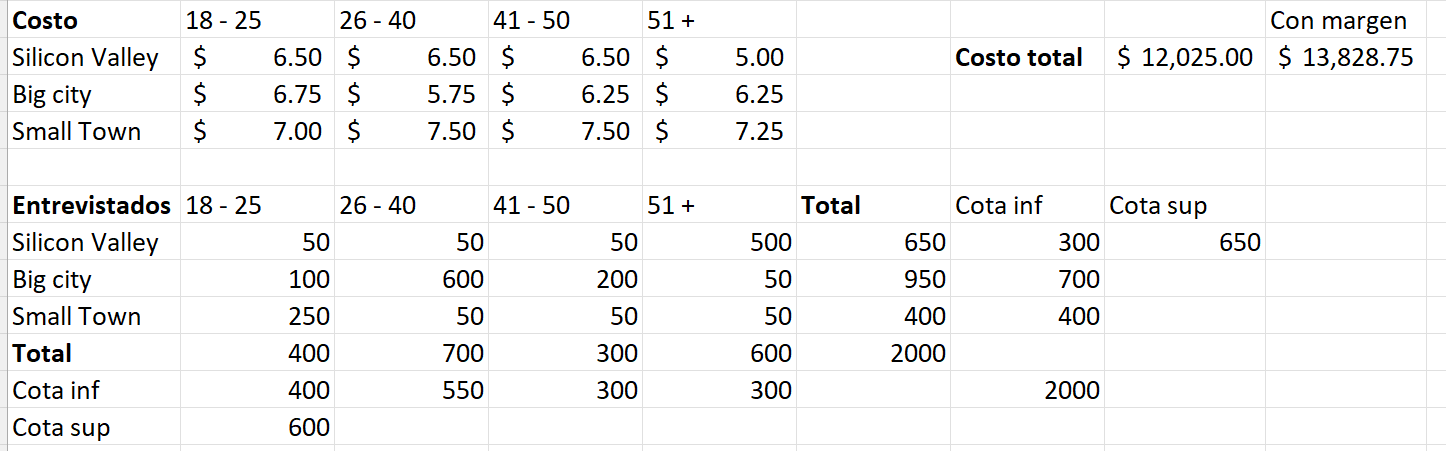 Costo 18 - 25 26 - 40 41 - 50 51 + Con margen
Silicon Valley $ 6.50 $ 6.50 $ 6.50 $ 5.00 Costo total $ 12,025.00 $ 13,828.75
Big city $ 6.75 $ 5.75 $ 6.25 $ 6.25
Small Town $ 7.00 $ 7.50 $ 7.50 $ 7.25
Entrevistados 18 - 25 26 - 40 41 - 50 51 + Total Cota inf Cota sup
Silicon Valley 50 50 50 500 650 300 650
Big city 100 600 200 50 950 700
Small Town 250 50 50 50 400 400
Total 400 700 300 600 2000
Cota inf 400 550 300 300 2000
Cota sup 600